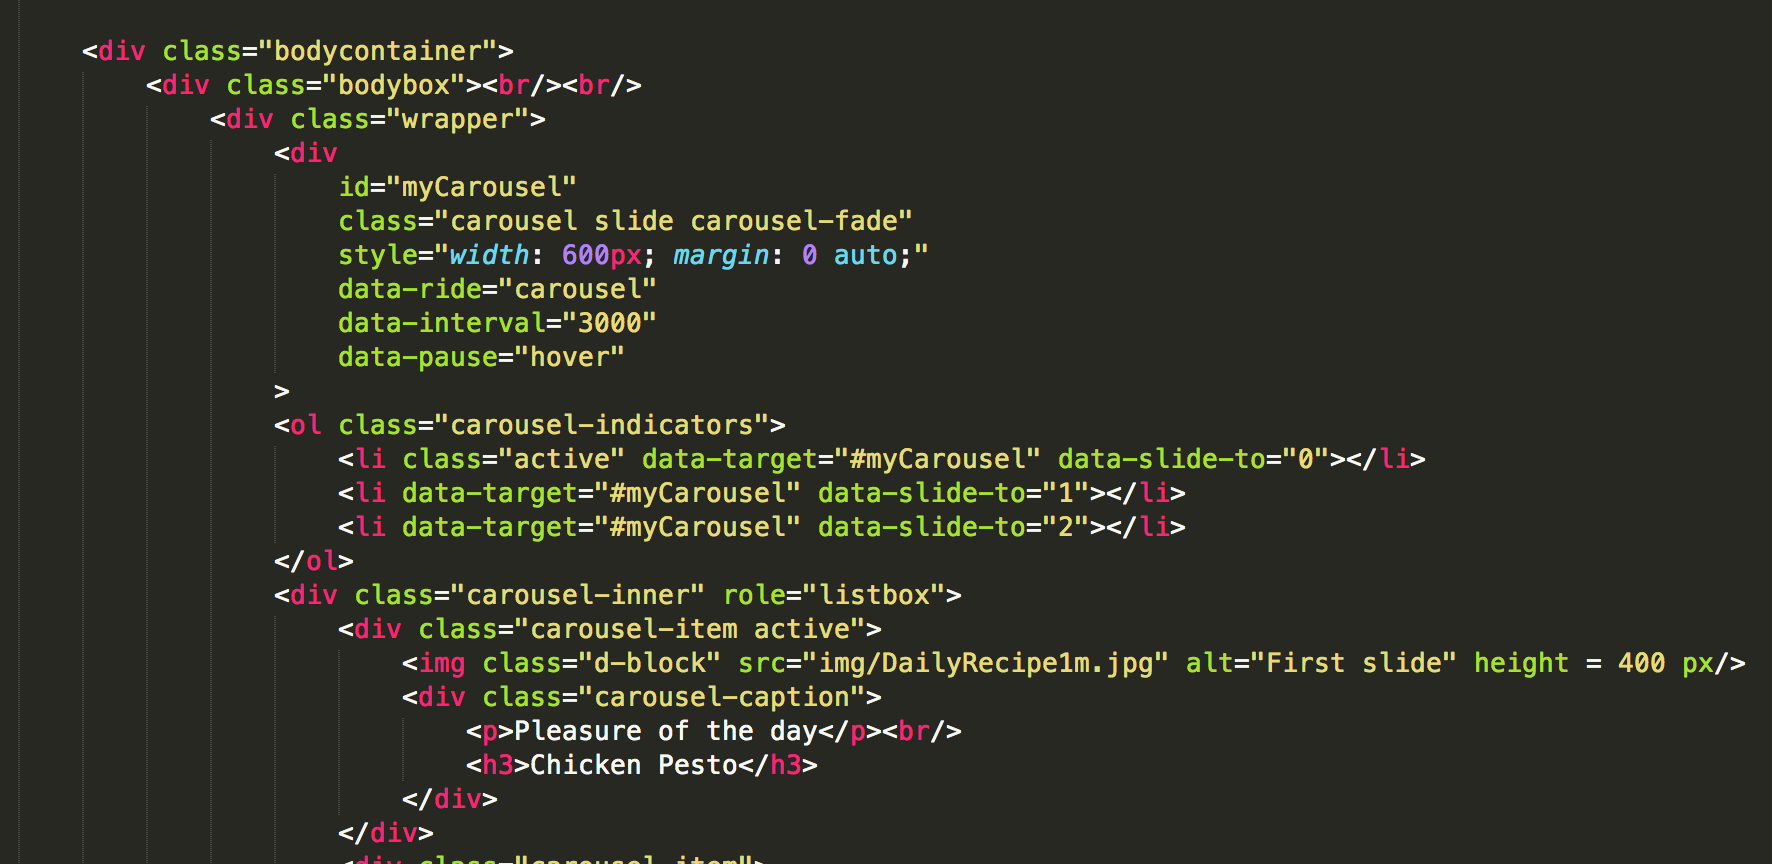 <div class="bodycontainer">
<div class="bodybox"><br/><br/>
<div class="wrapper">
<div
id="myCarousel"
class="carousel slide carousel-fade"
style="width: 600px; margin: 0 auto;"
data-ride="carousel"
data-interval="3000"
data-pause="hover"
>
<ol class="carousel-indicators">
<li class="active" data-target="#myCarousel" data-slide-to="0"></li>
<li data-target="#myCarousel" data-slide-to="1"></li>
<li data-target="#myCarousel" data-slide-to="2"></li>
</ol>
<div class="carousel-inner" role="listbox">
<div class="carousel-item active">
<img class="d-block" src="img/DailyRecipe1m.jpg" alt="First slide" height = 400 px/>
<div class="carousel-caption">
<p>Pleasure of the day</p><br/>
<h3>Chicken Pesto</h3>
</div>
</div>
<div class="carousel-item">